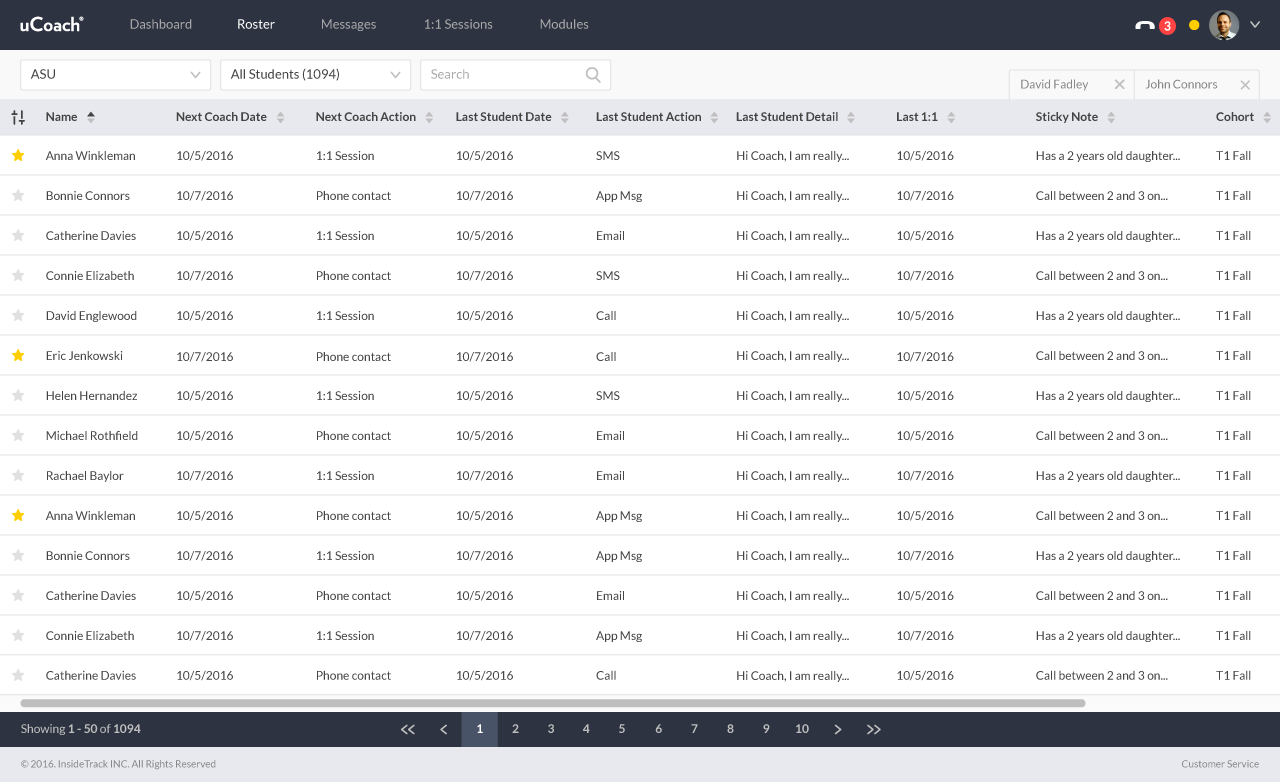 uCoach® Dashboard Roster Messages 1:1 Sessions Modules 3
ASU All Students (1094) Search David Fadley John Connors
Name Next Coach Date Next Coach Action Last Student Date Last Student Action Last Student Detail Last 1:1 Sticky Note Cohort
Anna Winkleman 10/5/2016 1:1 Session 10/5/2016 SMS Hi Coach, I am really... 10/5/2016 Has a 2 years old daughter... T1 Fall
Bonnie Connors 10/7/2016 Phone contact 10/7/2016 App Msg Hi Coach, I am really... 10/7/2016 Call between 2 and 3 on... T1 Fall
Catherine Davies 10/5/2016 1:1 Session 10/5/2016 Email Hi Coach, I am really... 10/5/2016 Has a 2 years old daughter... T1 Fall
Connie Elizabeth 10/7/2016 Phone contact 10/7/2016 SMS Hi Coach, I am really... 10/7/2016 Call between 2 and 3 on... T1 Fall
David Englewood 10/5/2016 1:1 Session 10/5/2016 Call Hi Coach, I am really... 10/5/2016 Has a 2 years old daughter... T1 Fall
Eric Jenkowski 10/7/2016 Phone contact 10/7/2016 Call Hi Coach, I am really... 10/7/2016 Call between 2 and 3 on... T1 Fall
Helen Hernandez 10/5/2016 1:1 Session 10/5/2016 SMS Hi Coach, I am really... 10/5/2016 Has a 2 years old daughter... T1 Fall
Michael Rothfield 10/5/2016 Phone contact 10/5/2016 Email Hi Coach, I am really... 10/5/2016 Call between 2 and 3 on... T1 Fall
Rachael Baylor 10/7/2016 1:1 Session 10/7/2016 Email Hi Coach, I am really... 10/7/2016 Has a 2 years old daughter... T1 Fall
Anna Winkleman 10/5/2016 Phone contact 10/5/2016 App Msg Hi Coach, I am really... 10/5/2016 Call between 2 and 3 on... T1 Fall
Bonnie Connors 10/7/2016 1:1 Session 10/7/2016 App Msg Hi Coach, I am really... 10/7/2016 Has a 2 years old daughter... T1 Fall
Catherine Davies 10/5/2016 Phone contact 10/5/2016 Email Hi Coach, I am really... 10/5/2016 Call between 2 and 3 on... T1 Fall
Connie Elizabeth 10/7/2016 1:1 Session 10/7/2016 App Msg Hi Coach, I am really... 10/7/2016 Has a 2 years old daughter... T1 Fall
Catherine Davies 10/5/2016 Phone contact 10/5/2016 Call Hi Coach, I am really... 10/5/2016 Call between 2 and 3 on... T1 Fall
Showing 1 - 50 of 1094 << < 1 2 3 4 5 6 7 8 9 10 > >>
© 2016. InsideTrack INC. All Rights Reserved Customer Service